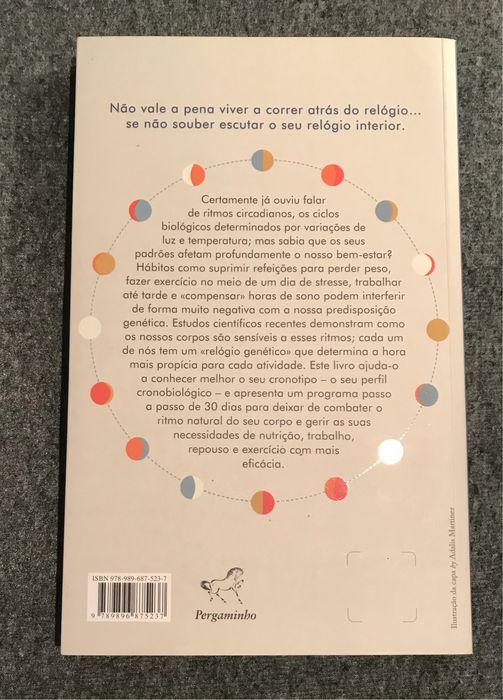 Não vale a pena viver a correr atrás do relógio...
se não souber escutar o seu relógio interior.
Certamente já ouviu falar
de ritmos circadianos, os ciclos
biológicos determinados por variações de
luz e temperatura; mas sabia que os seus
padrões afetam profundamente o nosso bem-estar?
Hábitos como suprimir refeições para perder peso,
fazer exercício no meio de um dia de stresse, trabalhar
até tarde e «compensar» horas de sono podem interferir
de forma muito negativa com a nossa predisposição
genética. Estudos científicos recentes demonstram como
os nossos corpos são sensíveis a esses ritmos; cada um
de nós tem um «relógio genético» que determina a hora
mais propícia para cada atividade. Este livro ajuda-o
a conhecer melhor o seu cronotipo – o seu perfil
cronobiológico – e apresenta um programa passo
a passo de 30 dias para deixar de combater o
ritmo natural do seu corpo e gerir as suas
necessidades de nutrição, trabalho,
repouso e exercício com mais
eficácia.
ISBN 978-989-687-523-7
9 789896 875237
Pergaminho
Ilustração da capa by Adalis Martinez